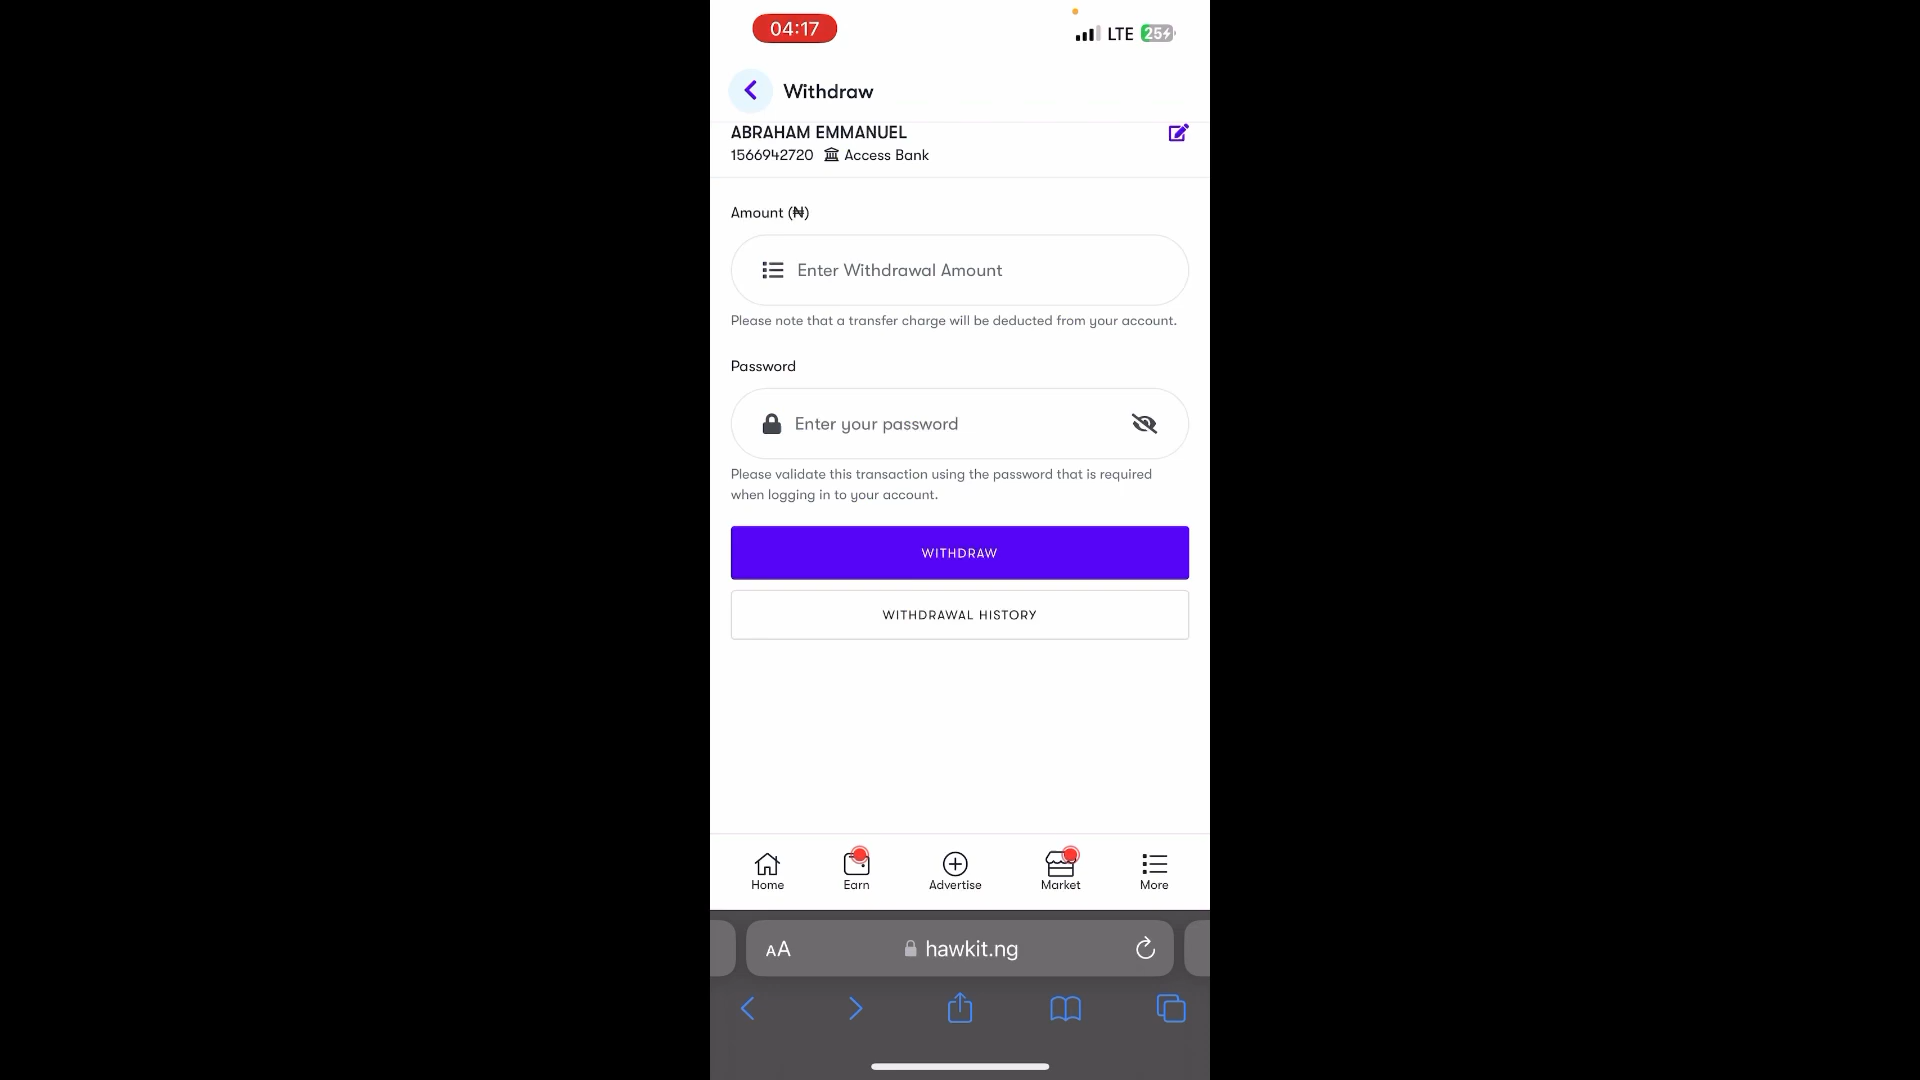 04:17
LTE 25
Withdraw
ABRAHAM EMMANUEL
1566942720 Access Bank
Amount (₦)
Enter Withdrawal Amount
Please note that a transfer charge will be deducted from your account.
Password
Enter your password
Please validate this transaction using the password that is required
when logging in to your account.
WITHDRAW
WITHDRAWAL HISTORY
Home Earn Advertise Market More
AA hawkit.ng